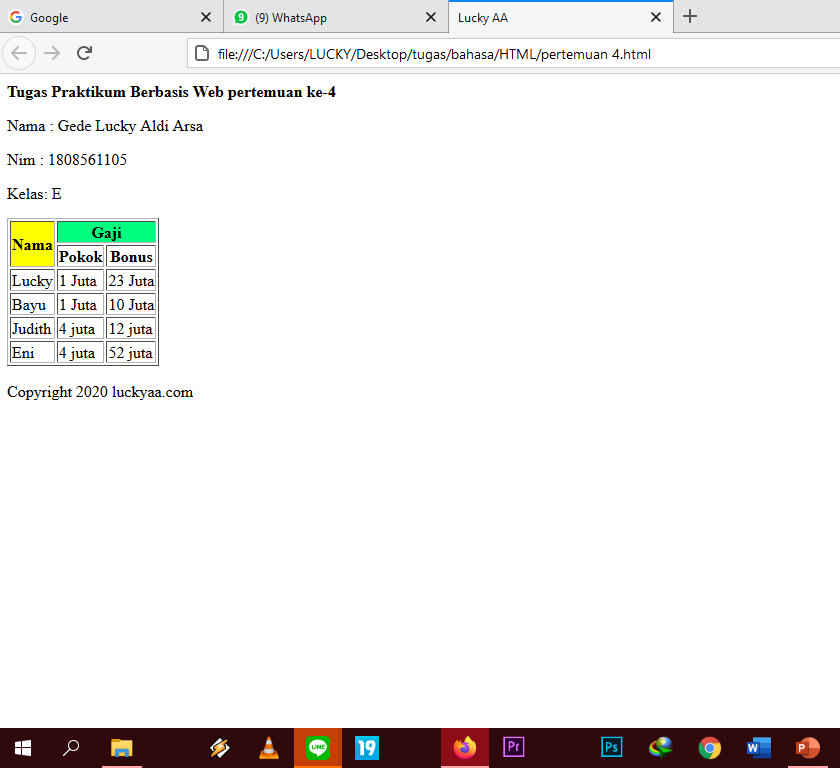 Google
(9) WhatsApp
Lucky AA
file:///C:/Users/LUCKY/Desktop/tugas/bahasa/HTML/pertemuan 4.html
Tugas Praktikum Berbasis Web pertemuan ke-4
Nama : Gede Lucky Aldi Arsa
Nim : 1808561105
Kelas: E
Nama Gaji
Pokok Bonus
Lucky 1 Juta 23 Juta
Bayu 1 Juta 10 Juta
Judith 4 juta 12 juta
Eni 4 juta 52 juta
Copyright 2020 luckyaa.com
LINE 19 Pr Ps W P